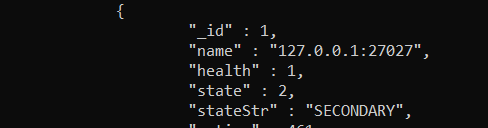 {
"_id" : 1,
"name" : "127.0.0.1:27027",
"health" : 1,
"state" : 2,
"stateStr" : "SECONDARY",